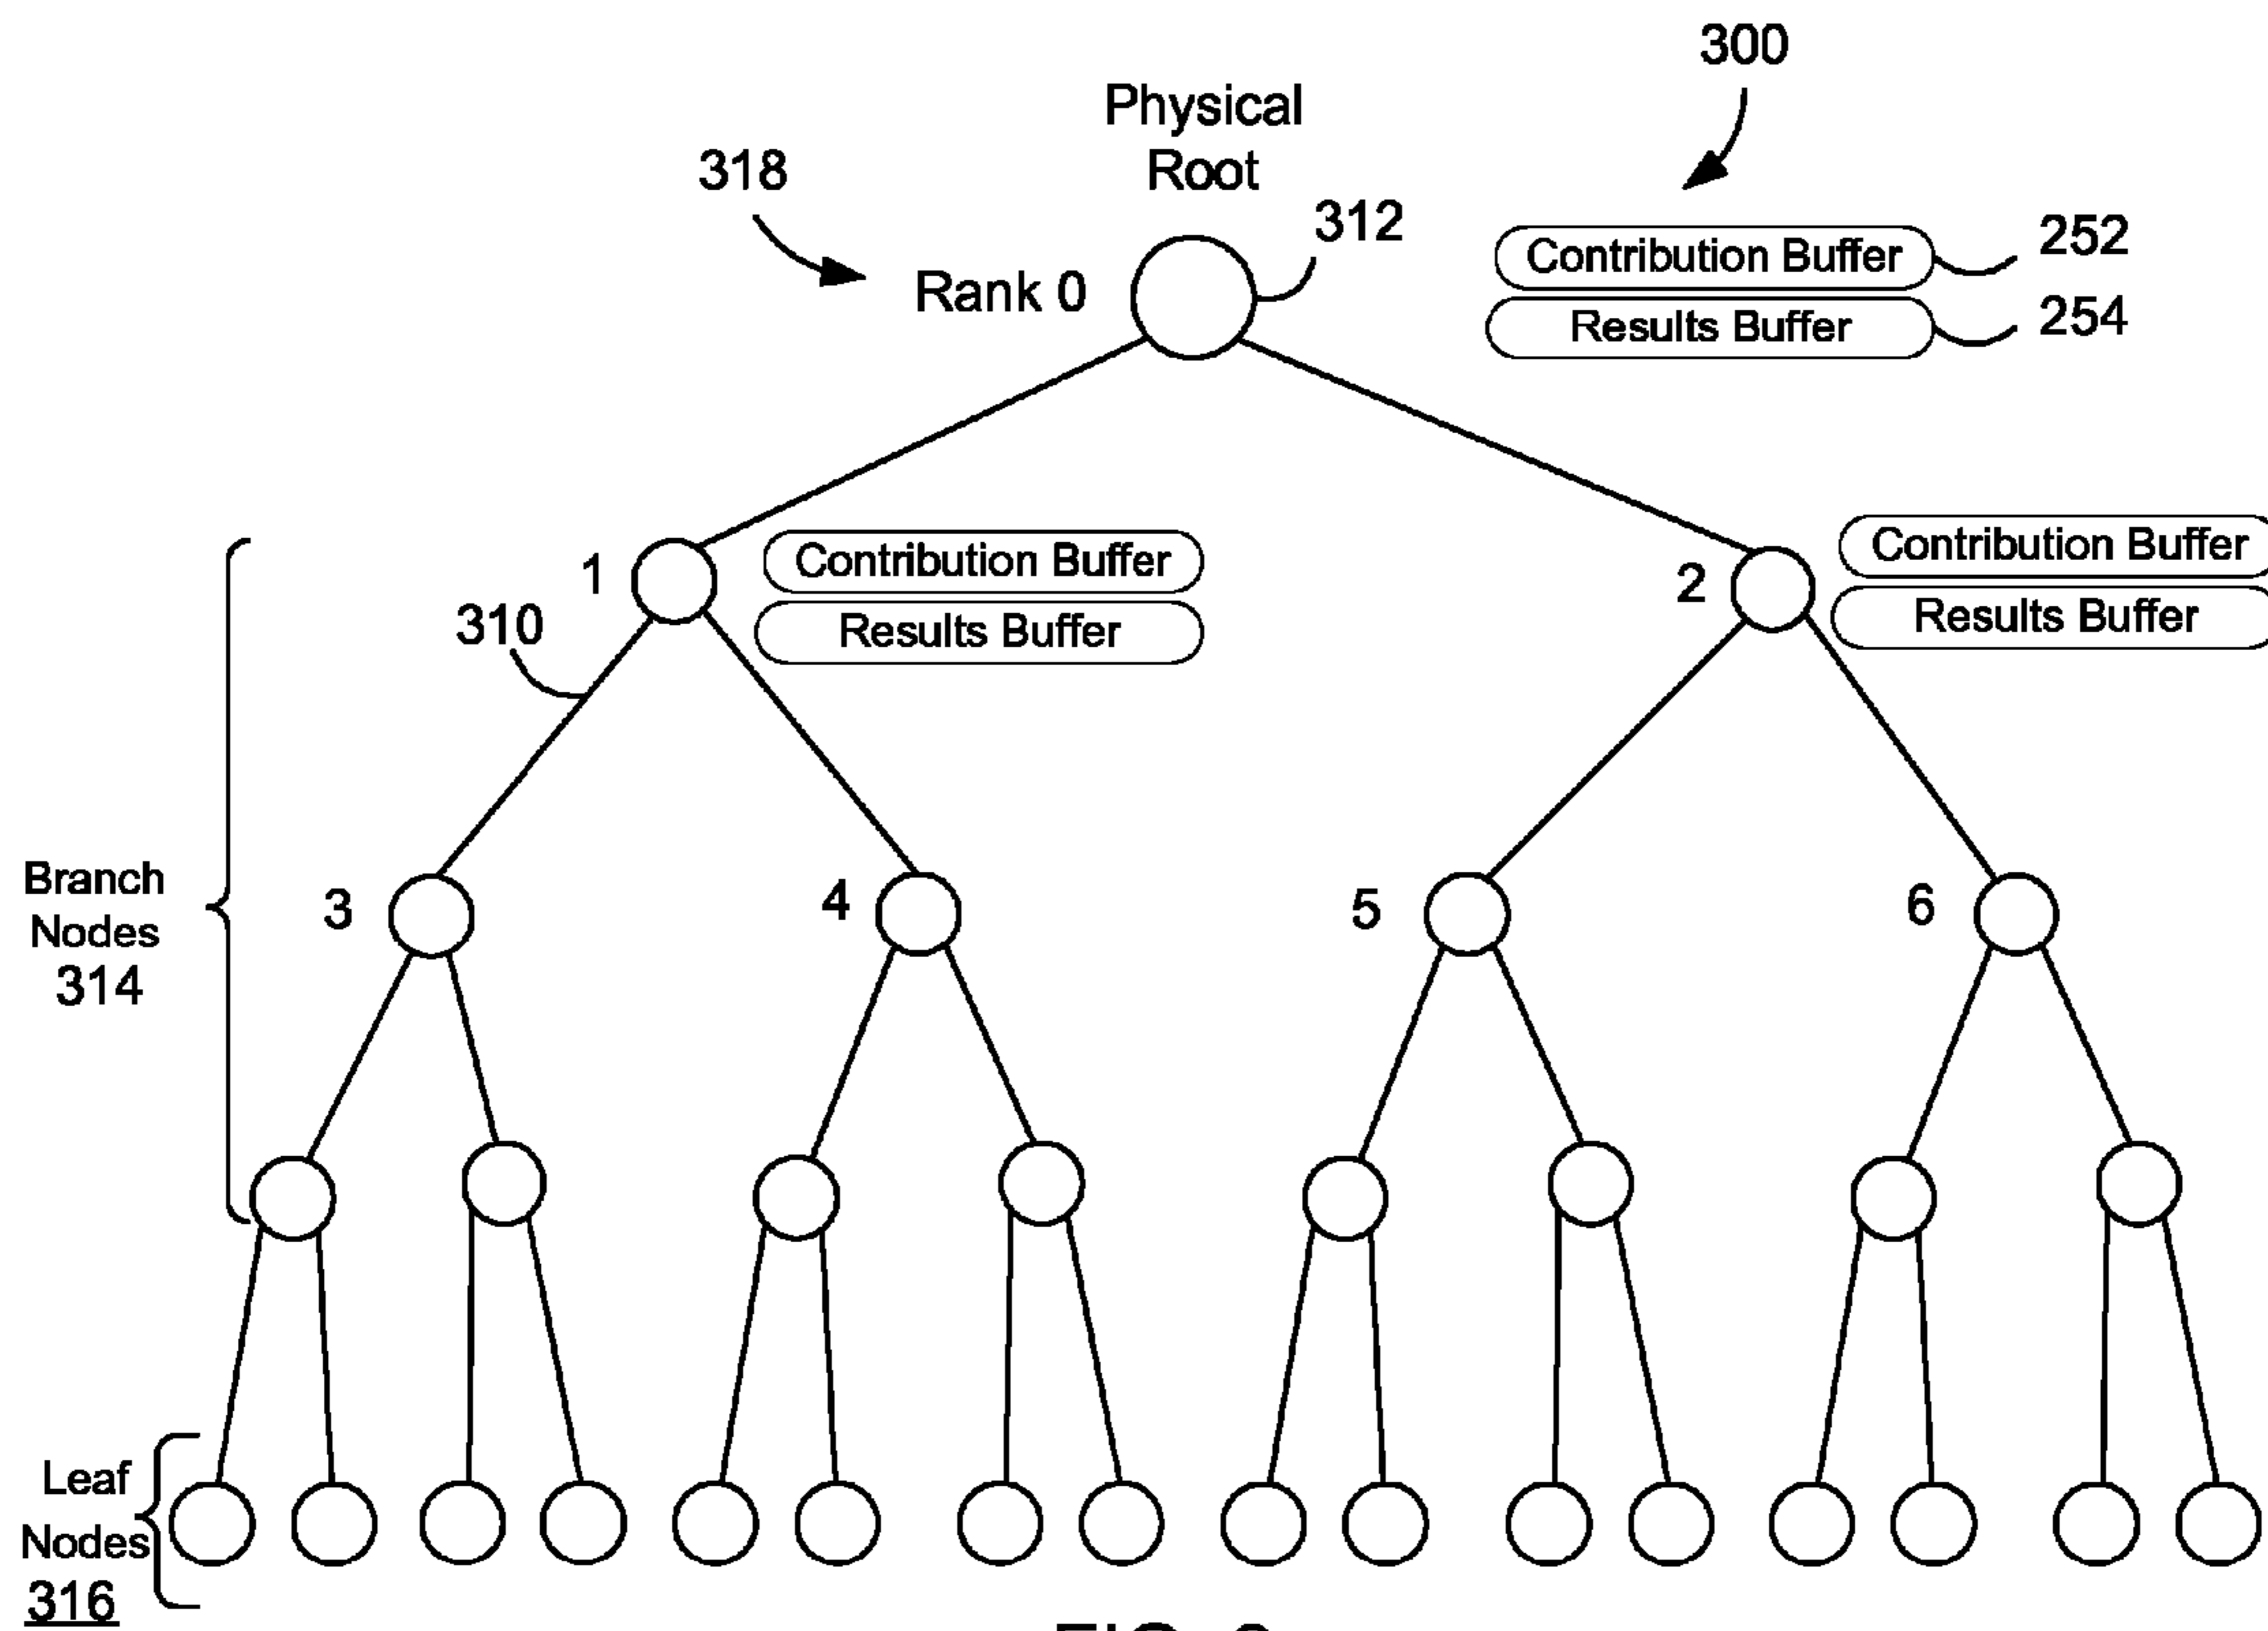 300
Physical
Root
318
312
Rank 0
Contribution Buffer
252
Results Buffer
254
1
Contribution Buffer
Results Buffer
2
Contribution Buffer
Results Buffer
310
Branch
Nodes
314
3
4
5
6
Leaf
Nodes
316